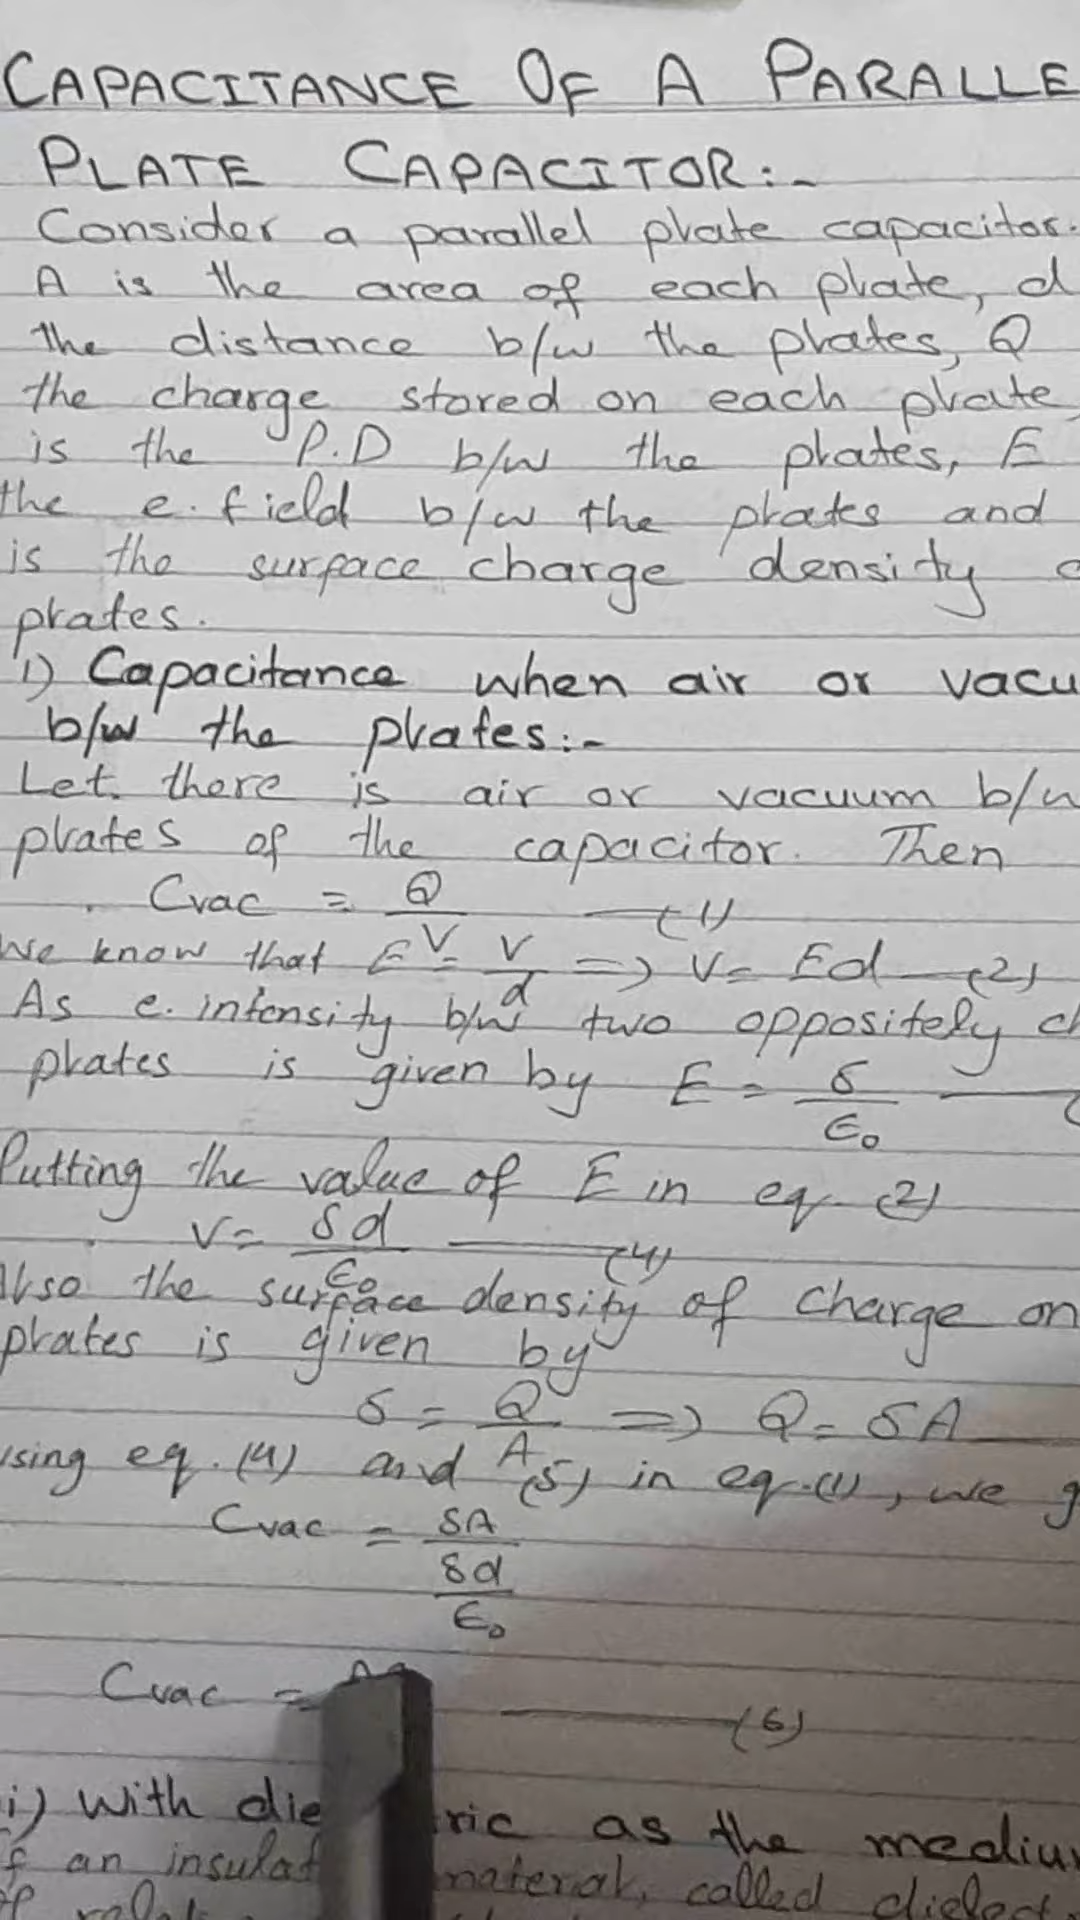 CAPACITANCE OF A PARALLE
PLATE CAPACITOR:-
Consider a parallel plate capacitor.
A is the area of each plate, d
the distance b/w the plates, Q
the charge stored on each plate,
is the P.D b/w the plates, E
the e. field b/w the plates and
is the surface charge density
plates.
i) Capacitance when air or vacu
b/w the plates:-
Let there is air or vacuum b/w
plates of the capacitor. Then
Cvac = Q/V —(1)
We know that E = V/d => V = Ed —(2)
As e. intensity b/w two oppositely ch
plates is given by E = δ/ϵ₀ —
Putting the value of E in eq (2)
V = δd/ϵ₀ —(4)
Also the surface density of charge on
plates is given by
δ = Q/A => Q = δA
using eq. (4) and (5) in eq.(1), we g
Cvac = δA/(δd/ϵ₀)
Cvac = —(6)
i) With die ric as the mediu
f an insulat material, called dielect